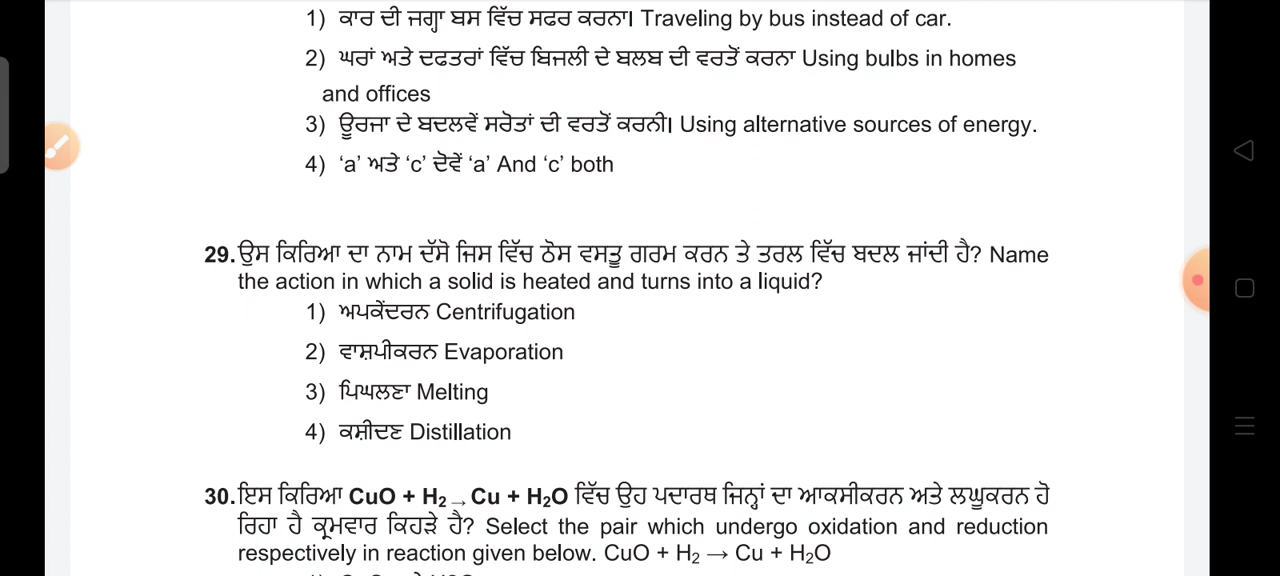 1) ਕਾਰ ਦੀ ਜਗ੍ਹਾ ਬਸ ਵਿੱਚ ਸਫਰ ਕਰਨਾ। Traveling by bus instead of car.
2) ਘਰਾਂ ਅਤੇ ਦਫਤਰਾਂ ਵਿੱਚ ਬਿਜਲੀ ਦੇ ਬਲਬ ਦੀ ਵਰਤੋਂ ਕਰਨਾ Using bulbs in homes
and offices
3) ਊਰਜਾ ਦੇ ਬਦਲਵੇਂ ਸਰੋਤਾਂ ਦੀ ਵਰਤੋਂ ਕਰਨੀ। Using alternative sources of energy.
4) ‘a’ ਅਤੇ ‘c’ ਦੋਵੇਂ ‘a’ And ‘c’ both
29. ਉਸ ਕਿਰਿਆ ਦਾ ਨਾਮ ਦੱਸੋ ਜਿਸ ਵਿੱਚ ਠੋਸ ਵਸਤੂ ਗਰਮ ਕਰਨ ਤੇ ਤਰਲ ਵਿੱਚ ਬਦਲ ਜਾਂਦੀ ਹੈ? Name
the action in which a solid is heated and turns into a liquid?
1) ਅਪਕੇਂਦਰਨ Centrifugation
2) ਵਾਸ਼ਪੀਕਰਨ Evaporation
3) ਪਿਘਲਣਾ Melting
4) ਕਸ਼ੀਦਣ Distillation
30. ਇਸ ਕਿਰਿਆ CuO + H₂ → Cu + H₂O ਵਿੱਚ ਉਹ ਪਦਾਰਥ ਜਿਨ੍ਹਾਂ ਦਾ ਆਕਸੀਕਰਨ ਅਤੇ ਲਘੂਕਰਨ ਹੋ
ਰਿਹਾ ਹੈ ਕ੍ਰਮਵਾਰ ਕਿਹੜੇ ਹੈ? Select the pair which undergo oxidation and reduction
respectively in reaction given below. CuO + H₂ → Cu + H₂O